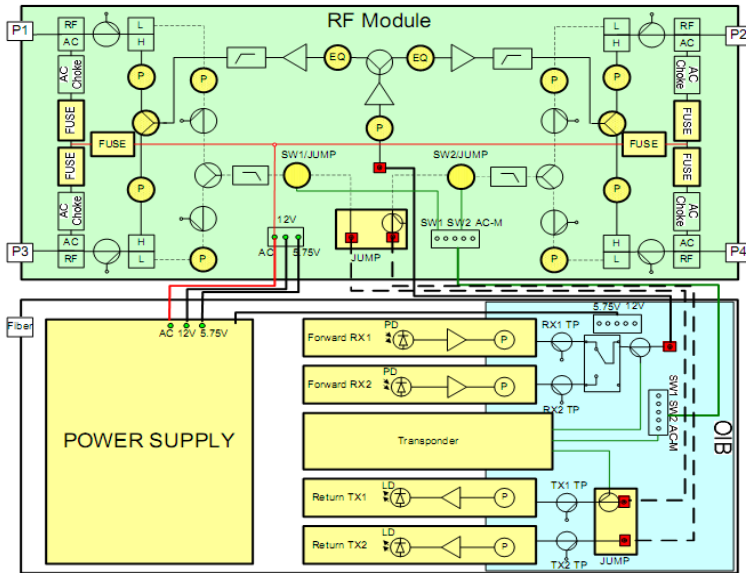 RF Module
P1
RF
AC
L
H
L
H
RF
AC
P2
AC Choke
P
P
EQ
EQ
P
P
AC Choke
FUSE
P
FUSE
FUSE
FUSE
FUSE
FUSE
SW1/JUMP
SW2/JUMP
AC Choke
P
P
AC Choke
12V
SW1 SW2 AC-M
P3
AC
RF
H
L
P
AC
5.75V
JUMP
P
H
L
AC
RF
P4
Fiber
AC 12V 5.75V
POWER SUPPLY
5.75V 12V
Forward RX1
PD
P
RX1 TP
Forward RX2
PD
P
RX2 TP
SW1 SW2 AC-M
OIB
Transponder
Return TX1
LD
P
TX1 TP
Return TX2
LD
P
TX2 TP
JUMP